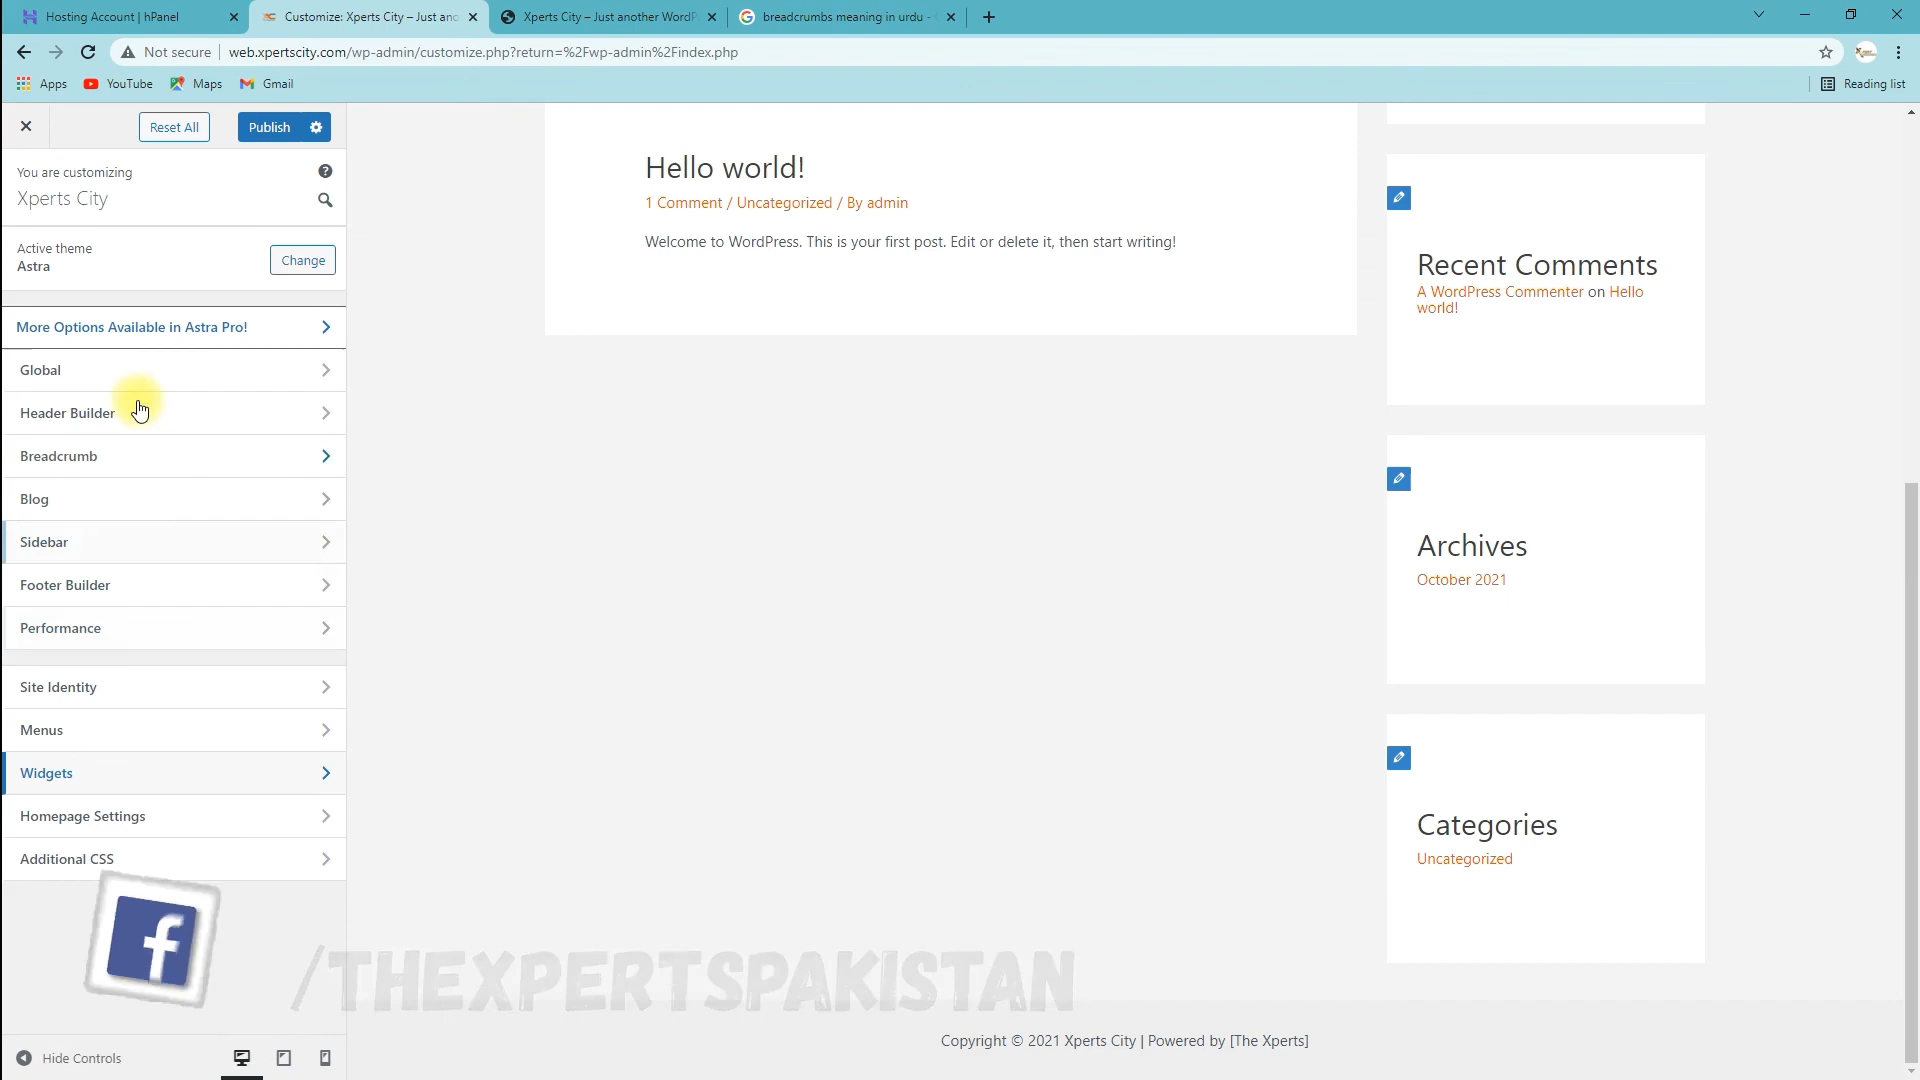 Hosting Account | hPanel
Customize: Xperts City – Just ano
Xperts City – Just another WordP
breadcrumbs meaning in urdu -
Not secure
web.xpertscity.com/wp-admin/customize.php?return=%2Fwp-admin%2Findex.php
Apps
YouTube
Maps
Gmail
Reading list
Reset All
Publish
You are customizing
Xperts City
Active theme
Astra
Change
More Options Available in Astra Pro!
Global
Header Builder
Breadcrumb
Blog
Sidebar
Footer Builder
Performance
Site Identity
Menus
Widgets
Homepage Settings
Additional CSS
Hide Controls
Hello world!
1 Comment / Uncategorized / By admin
Welcome to WordPress. This is your first post. Edit or delete it, then start writing!
Recent Comments
A WordPress Commenter on Hello
world!
Archives
October 2021
Categories
Uncategorized
f
/THEXPERTSPAKISTAN
Copyright © 2021 Xperts City | Powered by [The Xperts]